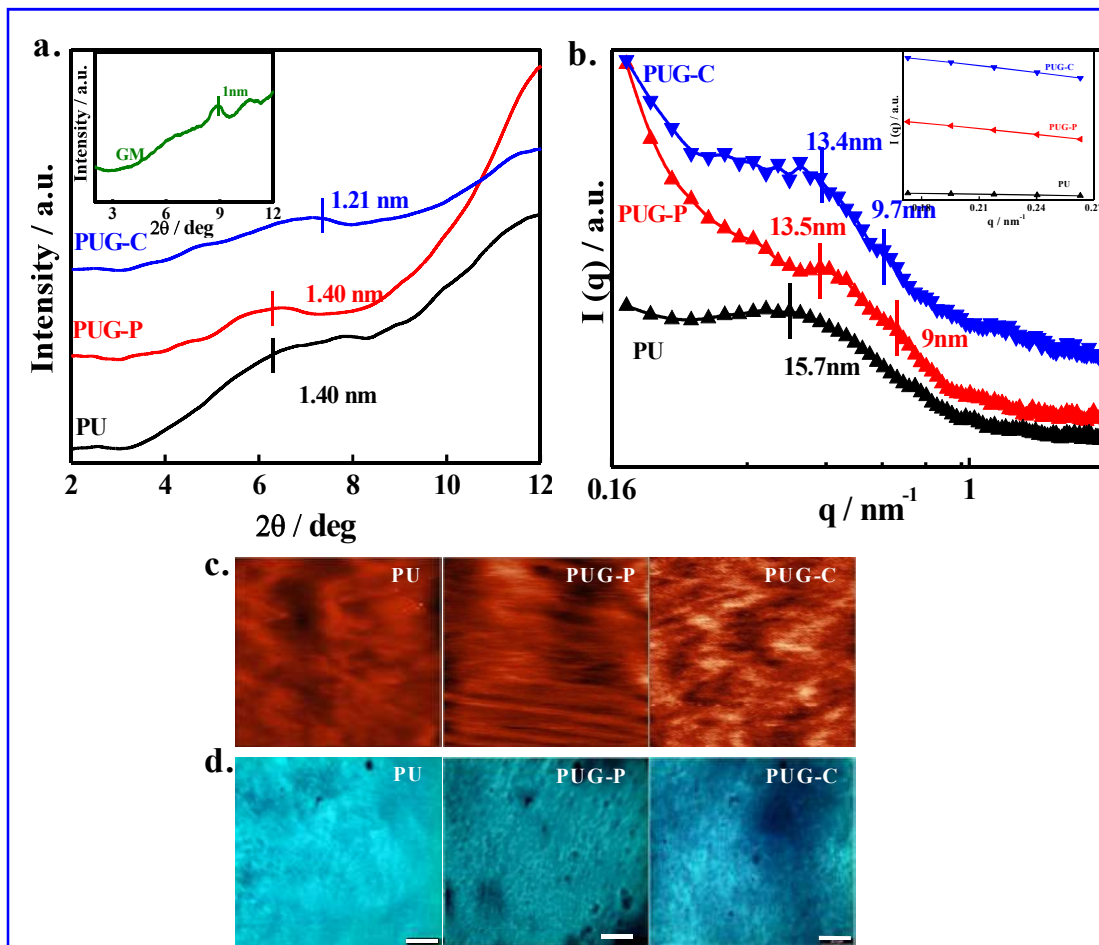 a.
Intensity / a.u.
2θ / deg
2
4
6
8
10
12
PUG-C
PUG-P
PU
1.21 nm
1.40 nm
1.40 nm
Intensity / a.u.
GM
1nm
3
6
9
12
2θ / deg
b.
I (q) / a.u.
q / nm⁻¹
0.16
1
PUG-C
PUG-P
PU
13.4nm
9.7nm
13.5nm
9nm
15.7nm
I (q) / a.u.
PUG-C
PUG-P
PU
0.18
0.21
0.24
q / nm⁻¹
c.
PU
PUG-P
PUG-C
d.
PU
PUG-P
PUG-C